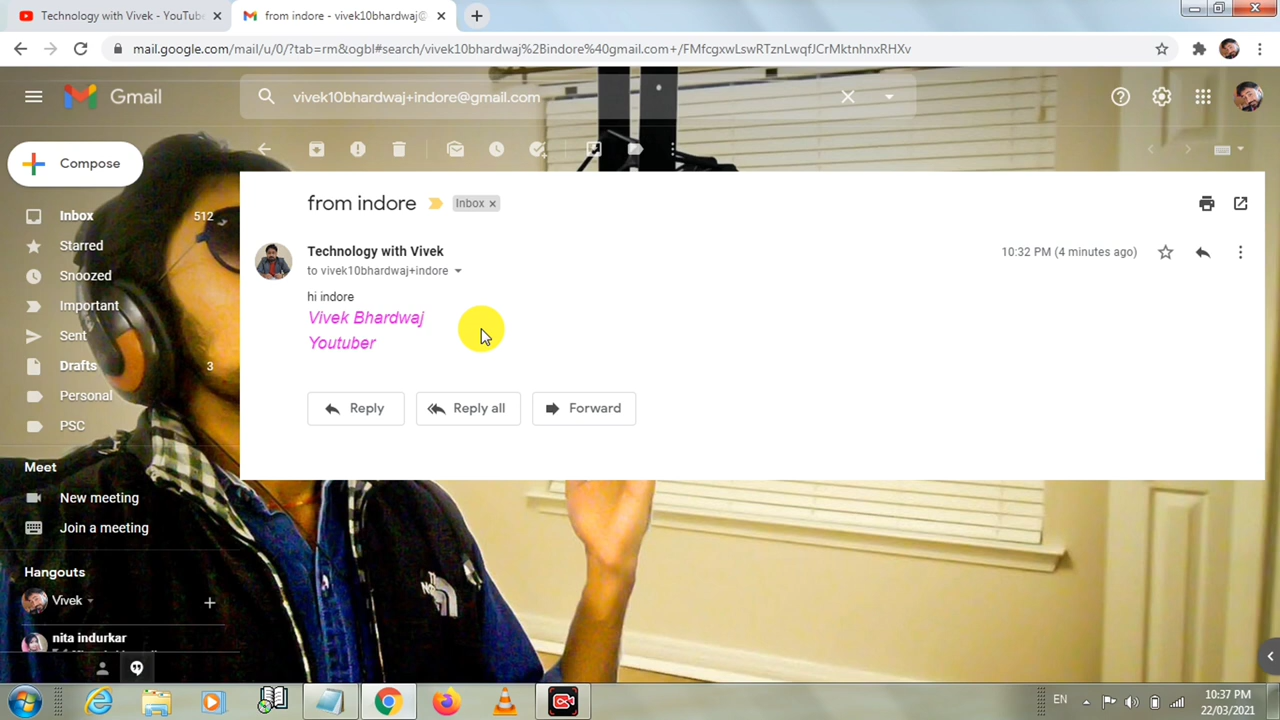 Technology with Vivek - YouTube
from indore - vivek10bhardwaj@
mail.google.com/mail/u/0/?tab=rm&ogbl#search/vivek10bhardwaj%2Bindore%40gmail.com+/FMfcgxwLswRTznLwqfJCrMktnhnxRHXv
Gmail
vivek10bhardwaj+indore@gmail.com
Compose
Inbox 512
Starred
Snoozed
Important
Sent
Drafts 3
Personal
PSC
Meet
New meeting
Join a meeting
Hangouts
Vivek
nita indurkar
from indore
Inbox x
Technology with Vivek
10:32 PM (4 minutes ago)
to vivek10bhardwaj+indore
hi indore
Vivek Bhardwaj
Youtuber
Reply
Reply all
Forward
EN
10:37 PM
22/03/2021